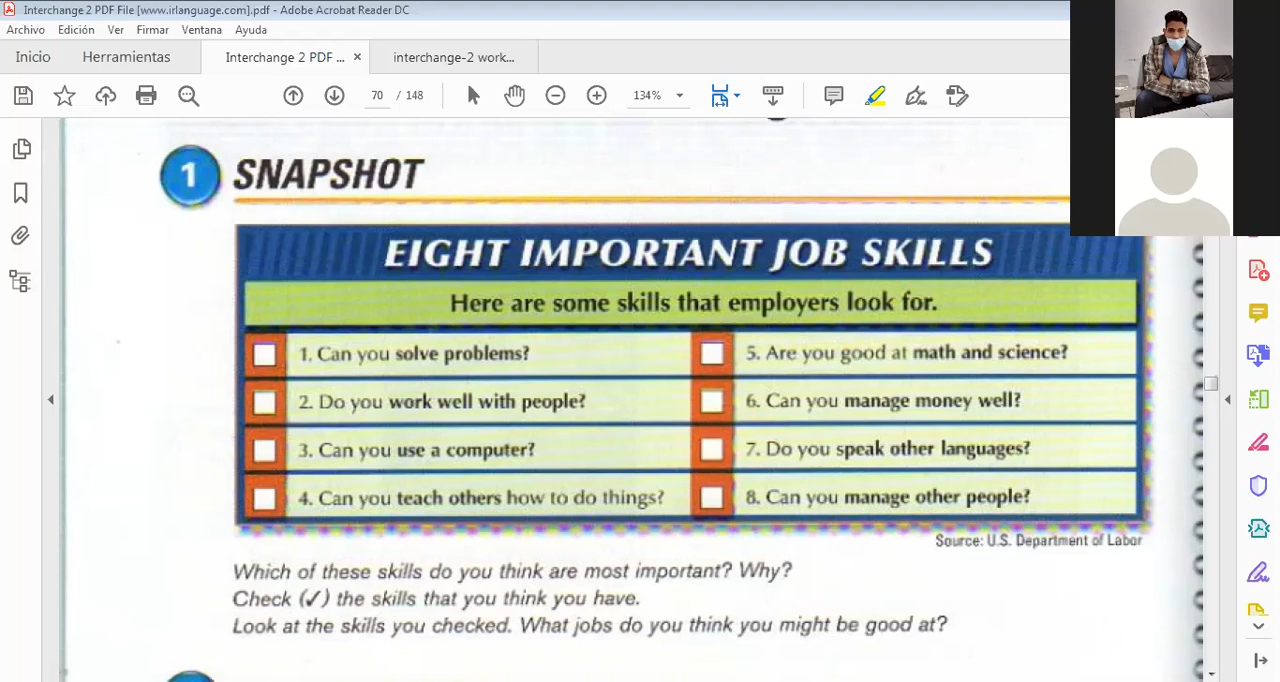 Interchange 2 PDF File [www.irlanguage.com].pdf - Adobe Acrobat Reader DC
Archivo Edición Ver Firmar Ventana Ayuda
Inicio Herramientas Interchange 2 PDF ... × interchange-2 work...
70 / 148 134%
1 SNAPSHOT
EIGHT IMPORTANT JOB SKILLS
Here are some skills that employers look for.
1. Can you solve problems?
2. Do you work well with people?
3. Can you use a computer?
4. Can you teach others how to do things?
5. Are you good at math and science?
6. Can you manage money well?
7. Do you speak other languages?
8. Can you manage other people?
Source: U.S. Department of Labor
Which of these skills do you think are most important? Why?
Check (✓) the skills that you think you have.
Look at the skills you checked. What jobs do you think you might be good at?